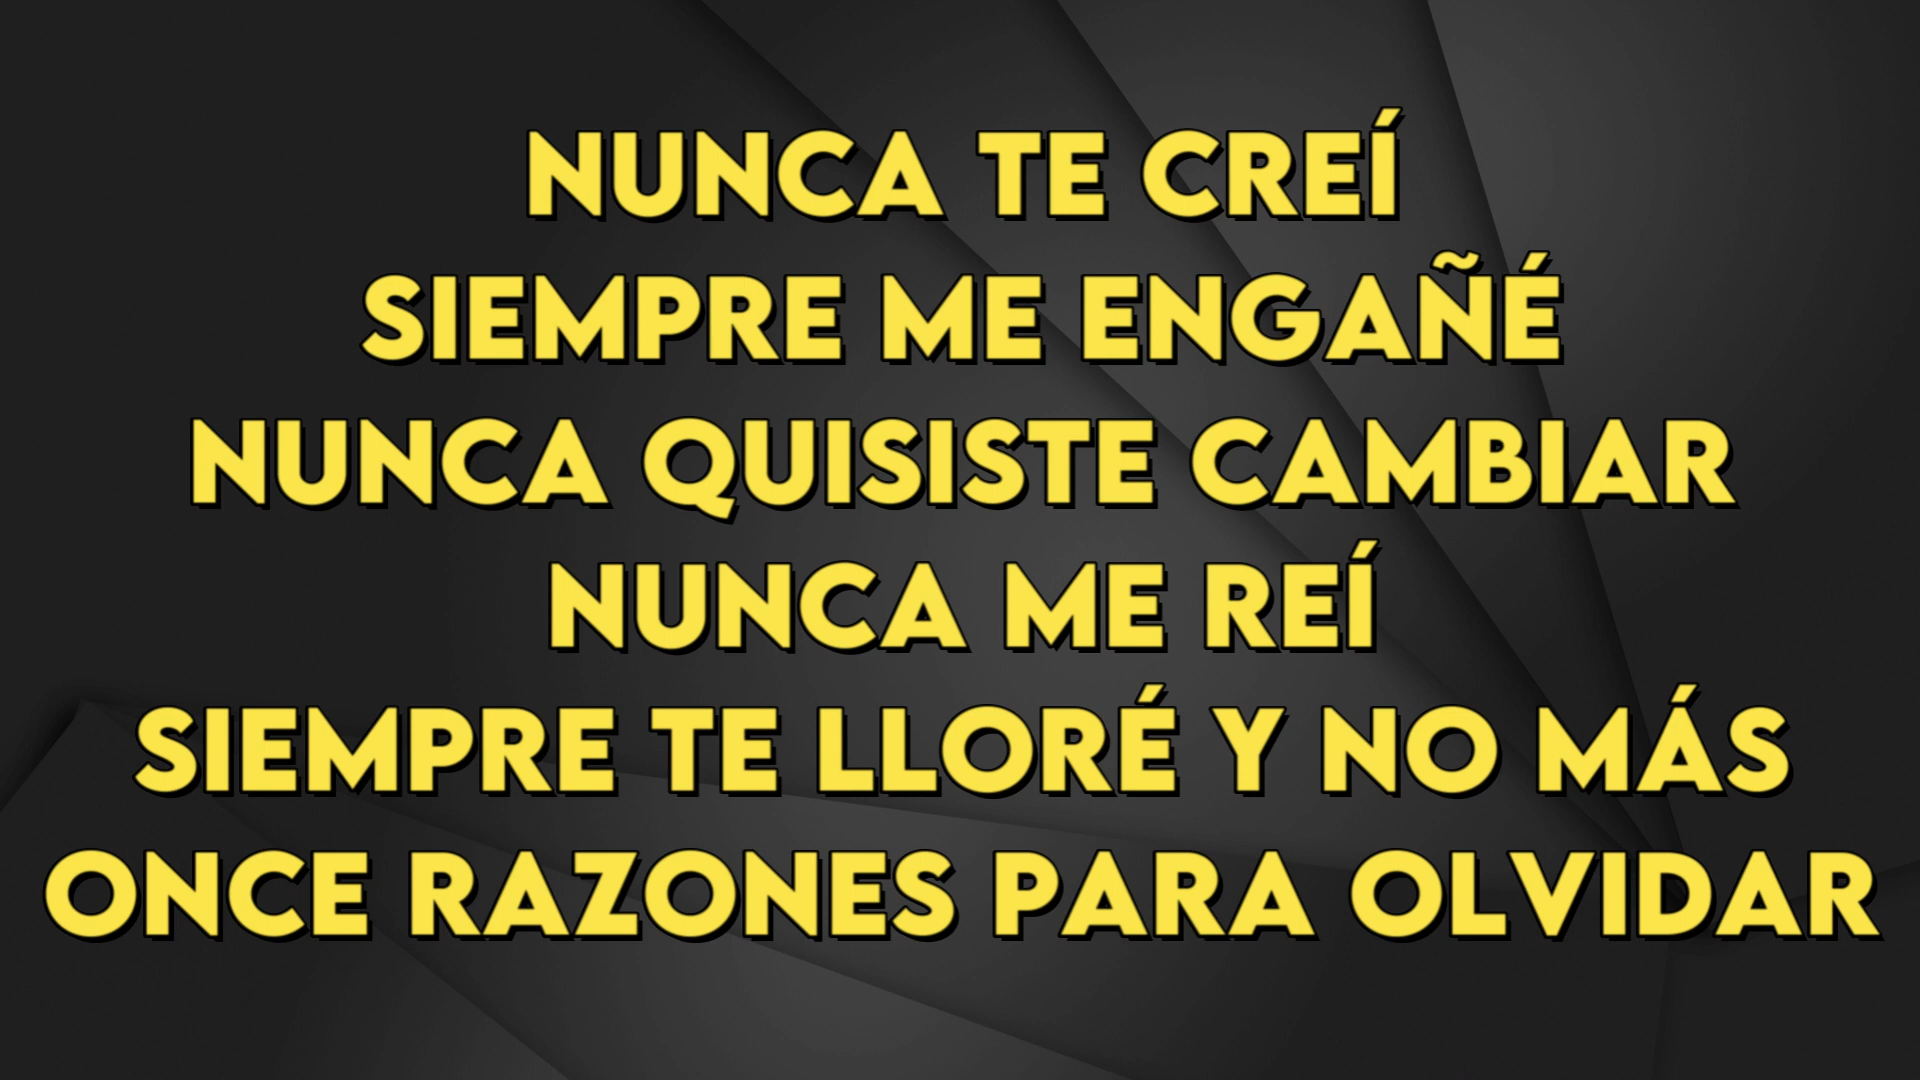 NUNCA TE CREÍ
SIEMPRE ME ENGAÑÉ
NUNCA QUISISTE CAMBIAR
NUNCA ME REÍ
SIEMPRE TE LLORÉ Y NO MÁS
ONCE RAZONES PARA OLVIDAR